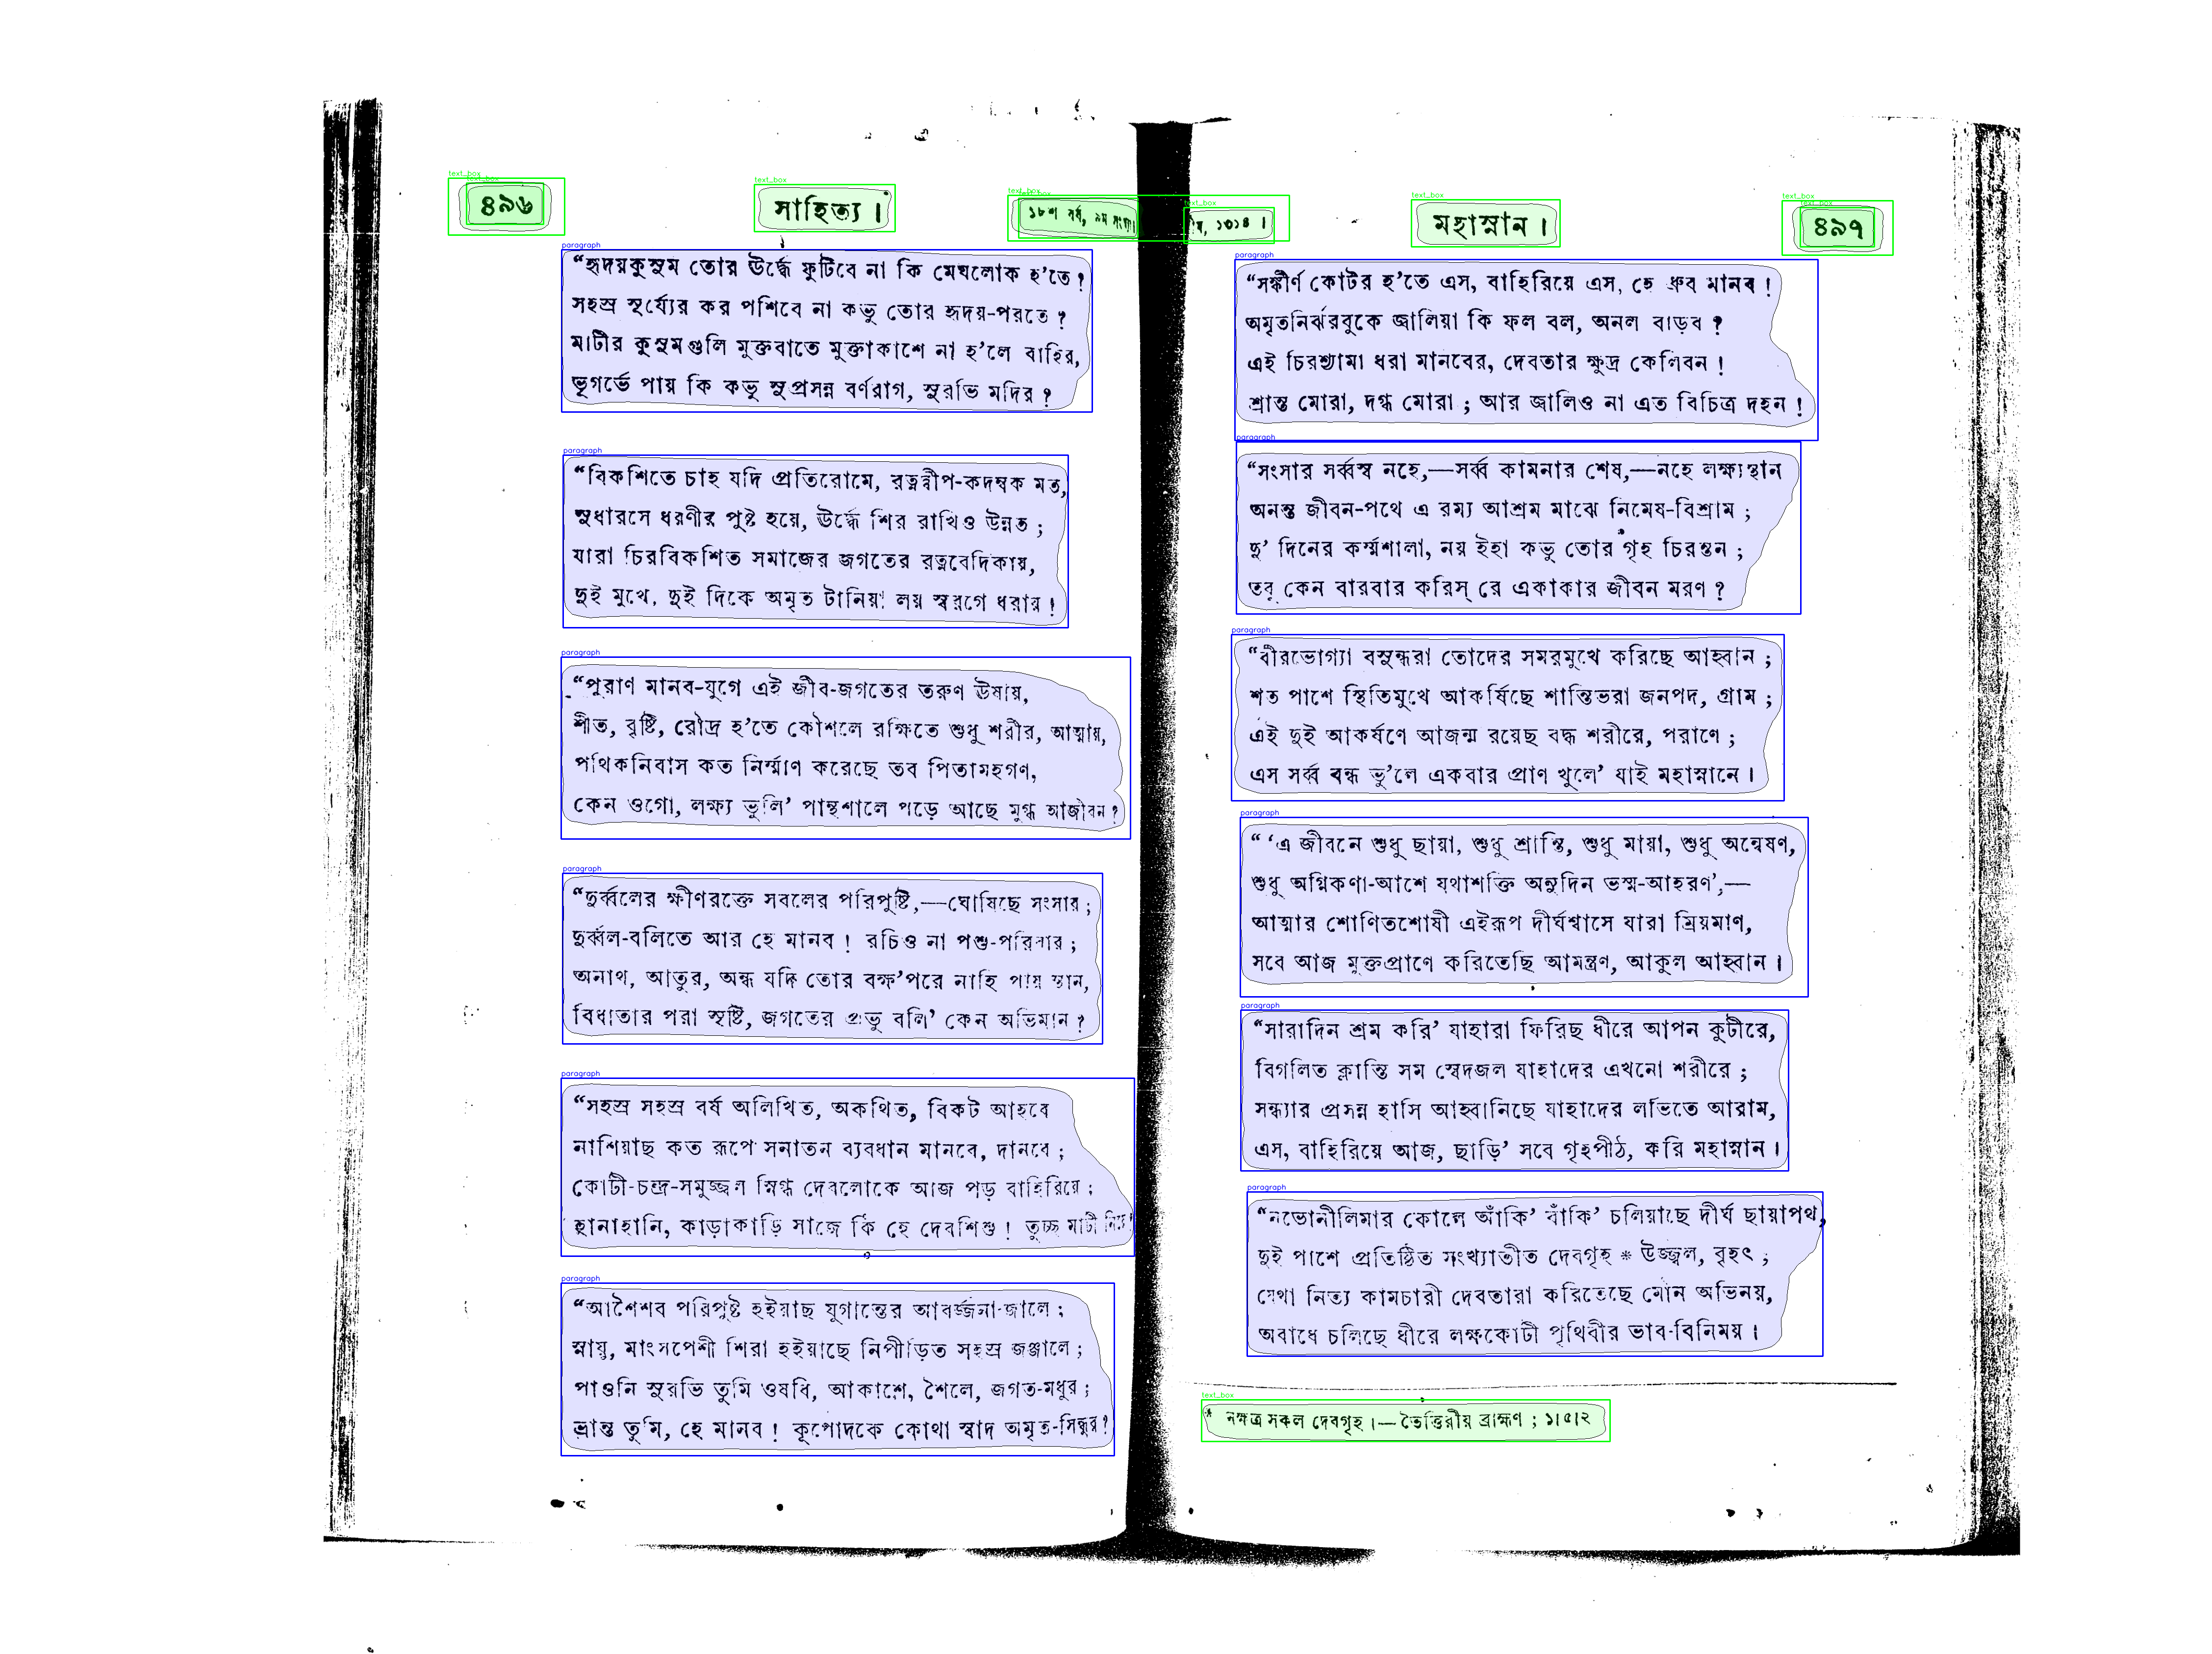 ৪৯৬
সাহিত্য ।
১৮শ বর্ষ, ৯ম সংখ্যা।
“হৃদয়কুসুম তোর ঊর্দ্ধে ফুটিবে না কি মেঘলোক হ’তে ?
সহস্র সূর্য্যের কর পশিবে না কভু তোর হৃদয়-পরতে ?
মাটীর কুসুমগুলি মুক্তবাতে মুক্তাকাশে না হ’লে বাহির,
ভূগর্ভে পায় কি কভু সুপ্রসন্ন বর্ণরাগ, সুরভি মদির ?
“বিকশিতে চাহ যদি প্রতিরোমে, রত্নদ্বীপ-কদম্বক মত,
সুধারসে ধরণীর পুষ্ট হয়ে, ঊর্দ্ধে শির রাখিও উন্নত ;
যারা চিরবিকশিত সমাজের জগতের রত্নবেদিকায়,
দুই মুখে, দুই দিকে অমৃত টানিয়া লয় স্বরগে ধরার !
“পুরাণ মানব-যুগে এই জীব-জগতের তরুণ ঊষায়,
শীত, বৃষ্টি, রৌদ্র হ’তে কৌশলে রক্ষিতে শুধু শরীর, আত্মায়,
পথিকনিবাস কত নির্ম্মাণ করেছে তব পিতামহগণ,
কেন ওগো, লক্ষ্য ভুলি’ পান্থশালে পড়ে আছে মুগ্ধ আজীবন ?
“দুর্ব্বলের ক্ষীণরক্তে সবলের পরিপুষ্টি,—ঘোষিছে সংসার ;
দুর্ব্বল-বলিতে আর হে মানব ! রচিও না পশু-পরিবার ;
অনাথ, আতুর, অন্ধ যদি তোর বক্ষ’পরে নাহি পায় স্থান,
বিধাতার পরা সৃষ্টি, জগতের প্রভু বলি’ কেন অভিমান ?
“সহস্র সহস্র বর্ষ অলিখিত, অকথিত, বিকট আহবে
নাশিয়াছ কত রূপে সনাতন ব্যবধান মানবে, দানবে ;
কোটী-চন্দ্র-সমুজ্জ্বল স্নিগ্ধ দেবলোকে আজ পড় বাহিরিয়ে ;
হানাহানি, কাড়াকাড়ি সাজে কি হে দেবশিশু ! তুচ্ছ মাটী নিয়ে !
“আশৈশব পরিপুষ্ট হইয়াছ যুগান্তের আবর্জ্জনা-জালে ;
স্নায়ু, মাংসপেশী শিরা হইয়াছে নিপীড়িত সহস্র জঞ্জালে ;
পাওনি সুরভি তুমি ওষধি, আকাশে, শৈলে, জগত-মধুর ;
ভ্রান্ত তুমি, হে মানব ! কূপোদকে কোথা স্বাদ অমৃত-সিন্ধুর ?
১৩১৪ ।
মহাস্নান ।
৪৯৭
“সঙ্কীর্ণ কোটর হ’তে এস, বাহিরিয়ে এস, হে ধ্রুব মানব !
অমৃতনির্ঝরবুকে জ্বালিয়া কি ফল বল, অনল বাড়ব ?
এই চিরশ্যামা ধরা মানবের, দেবতার ক্ষুদ্র কেলিবন !
শ্রান্ত মোরা, দগ্ধ মোরা ; আর জ্বালিও না এত বিচিত্র দহন !
“সংসার সর্ব্বস্ব নহে,—সর্ব্ব কামনার শেষ,—নহে লক্ষ্যস্থান
অনন্ত জীবন-পথে এ রম্য আশ্রম মাঝে নিমেষ-বিশ্রাম ;
দু’ দিনের কর্ম্মশালা, নয় ইহা কভু তোর গৃহ চিরন্তন ;
তবু কেন বারবার করিস্ রে একাকার জীবন মরণ ?
“বীরভোগ্যা বসুন্ধরা তোদের সমরমুখে করিছে আহ্বান ;
শত পাশে স্থিতিমুখে আকর্ষিছে শান্তিভরা জনপদ, গ্রাম ;
এই দুই আকর্ষণে আজন্ম রয়েছ বদ্ধ শরীরে, পরাণে ;
এস সর্ব্ব বন্ধ ভু’লে একবার প্রাণ খুলে’ যাই মহাস্নানে ।
“ ‘এ জীবনে শুধু ছায়া, শুধু শ্রান্তি, শুধু মায়া, শুধু অন্বেষণ,
শুধু অগ্নিকণা-আশে যথাশক্তি অনুদিন ভস্ম-আহরণ’,—
আত্মার শোণিতশোষী এইরূপ দীর্ঘশ্বাসে যারা ম্রিয়মাণ,
সবে আজ মুক্তপ্রাণে করিতেছি আমন্ত্রণ, আকুল আহ্বান ।
“সারাদিন শ্রম করি’ যাহারা ফিরিছ ধীরে আপন কুটীরে,
বিগলিত ক্লান্তি সম স্বেদজল যাহাদের এখনো শরীরে ;
সন্ধ্যার প্রসন্ন হাসি আহ্বানিছে যাহাদের লভিতে আরাম,
এস, বাহিরিয়ে আজ, ছাড়ি’ সবে গৃহপীঠ, করি মহাস্নান ।
“নভোনীলিমার কোলে আঁকি’ বাঁকি’ চলিয়াছে দীর্ঘ ছায়াপথ,
দুই পাশে প্রতিষ্ঠিত সংখ্যাতীত দেবগৃহ * উজ্জ্বল, বৃহৎ ;
যেথা নিত্য কামচারী দেবতারা করিতেছে মৌন অভিনয়,
অবাধে চলিছে ধীরে লক্ষকোটী পৃথিবীর ভাব-বিনিময় ।
* নক্ষত্র সকল দেবগৃহ ।— তৈত্তিরীয় ব্রাহ্মণ ; ১।৫।২